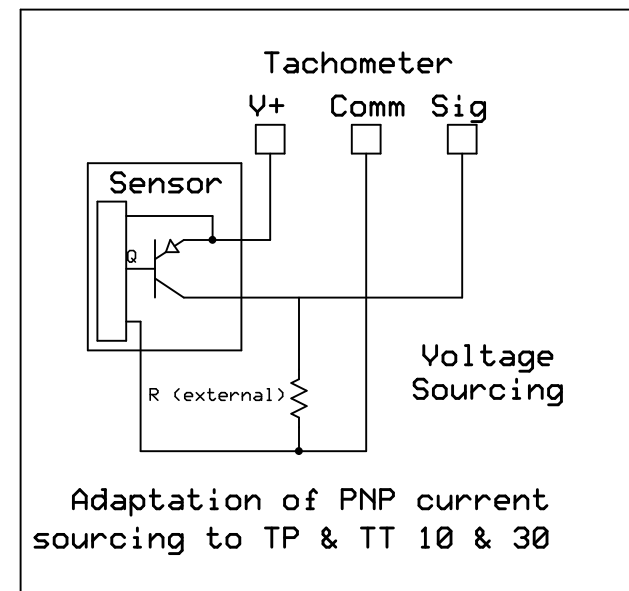 Tachometer
V+ Comm Sig
Sensor
Q
R (external)
Voltage
Sourcing
Adaptation of PNP current
sourcing to TP & TT 10 & 30